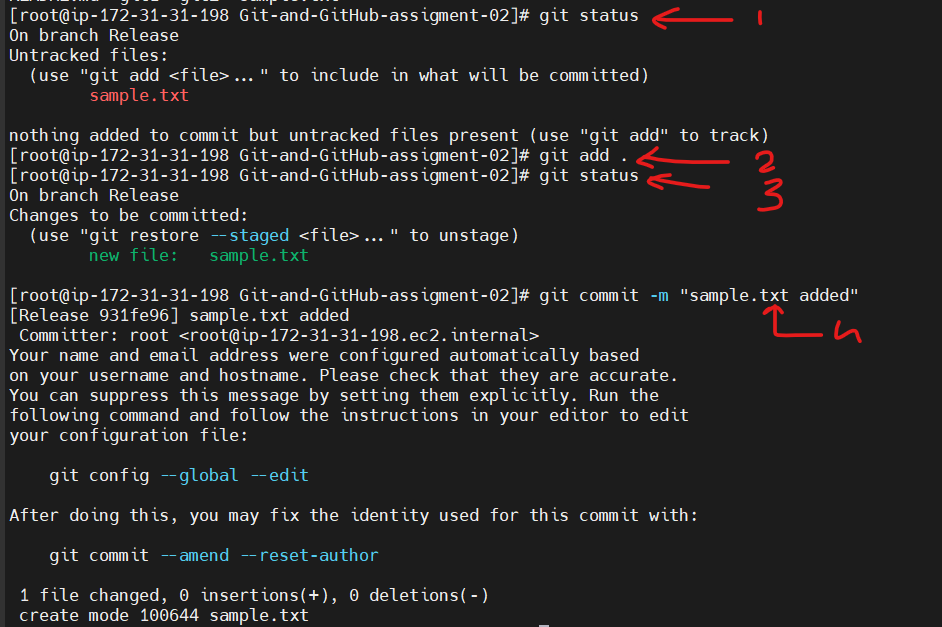 [root@ip-172-31-31-198 Git-and-GitHub-assigment-02]# git status 1
On branch Release
Untracked files:
(use "git add <file>..." to include in what will be committed)
sample.txt
nothing added to commit but untracked files present (use "git add" to track)
[root@ip-172-31-31-198 Git-and-GitHub-assigment-02]# git add . 2
[root@ip-172-31-31-198 Git-and-GitHub-assigment-02]# git status 3
On branch Release
Changes to be committed:
(use "git restore --staged <file>..." to unstage)
new file: sample.txt
[root@ip-172-31-31-198 Git-and-GitHub-assigment-02]# git commit -m "sample.txt added"
[Release 931fe96] sample.txt added
Committer: root <root@ip-172-31-31-198.ec2.internal>
Your name and email address were configured automatically based
on your username and hostname. Please check that they are accurate.
You can suppress this message by setting them explicitly. Run the
following command and follow the instructions in your editor to edit
your configuration file:
git config --global --edit
After doing this, you may fix the identity used for this commit with:
git commit --amend --reset-author
1 file changed, 0 insertions(+), 0 deletions(-)
create mode 100644 sample.txt